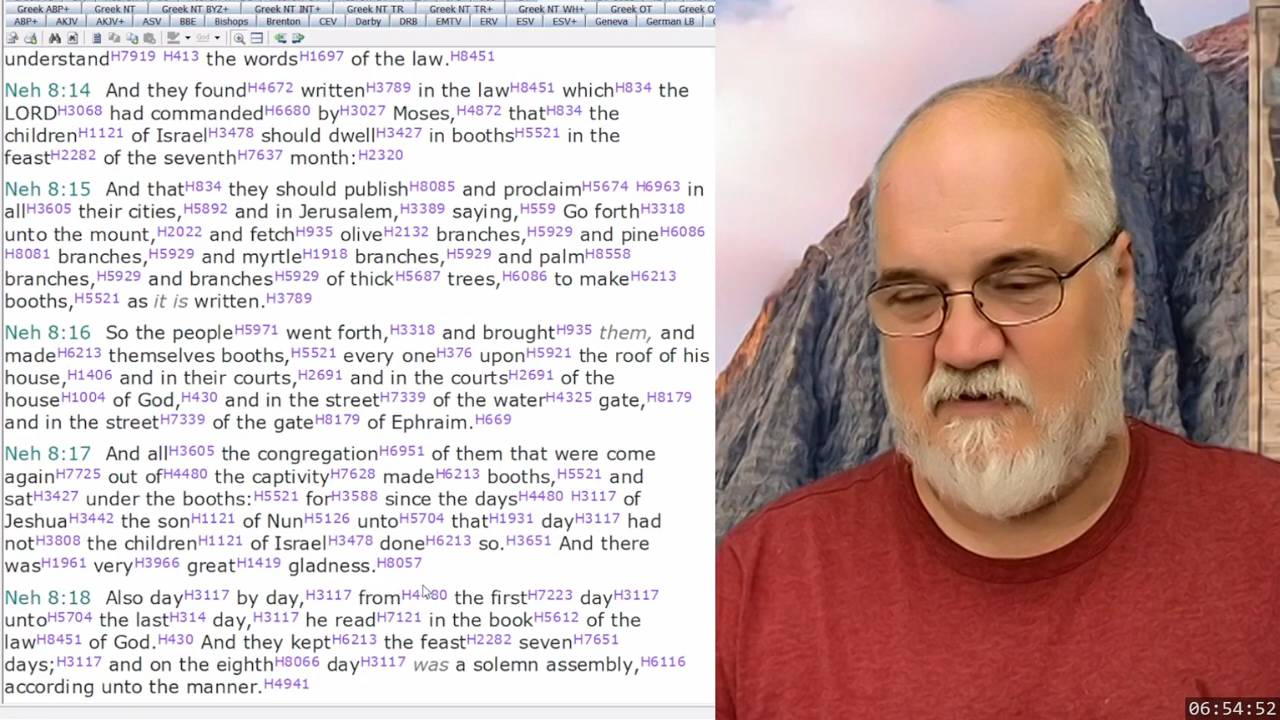 Greek ABP+ Greek NT Greek NT BYZ+ Greek NT INT+ Greek NT TR Greek NT TR+ Greek NT WH+ Greek OT Greek O
ABP+ AKJV AKJV+ ASV BBE Bishops Brenton CEV Darby DRB EMTV ERV ESV ESV+ Geneva German LB
understandH7919 H413 the wordsH1697 of the law.H8451
Neh 8:14 And they foundH4672 writtenH3789 in the lawH8451 whichH834 the
LORDH3068 had commandedH6680 byH3027 Moses,H4872 thatH834 the
childrenH1121 of IsraelH3478 should dwellH3427 in boothsH5521 in the
feastH2282 of the seventhH7637 month:H2320
Neh 8:15 And thatH834 they should publishH8085 and proclaimH5674 H6963 in
allH3605 their cities,H5892 and in Jerusalem,H3389 saying,H559 Go forthH3318
unto the mount,H2022 and fetchH935 oliveH2132 branches,H5929 and pineH6086
H8081 branches,H5929 and myrtleH1918 branches,H5929 and palmH8558
branches,H5929 and branchesH5929 of thickH5687 trees,H6086 to makeH6213
booths,H5521 as it is written.H3789
Neh 8:16 So the peopleH5971 went forth,H3318 and broughtH935 them, and
madeH6213 themselves booths,H5521 every oneH376 uponH5921 the roof of his
house,H1406 and in their courts,H2691 and in the courtsH2691 of the
houseH1004 of God,H430 and in the streetH7339 of the waterH4325 gate,H8179
and in the streetH7339 of the gateH8179 of Ephraim.H669
Neh 8:17 And allH3605 the congregationH6951 of them that were come
againH7725 out ofH4480 the captivityH7628 madeH6213 booths,H5521 and
satH3427 under the booths:H5521 forH3588 since the daysH4480 H3117 of
JeshuaH3442 the sonH1121 of NunH5126 untoH5704 thatH1931 dayH3117 had
notH3808 the childrenH1121 of IsraelH3478 doneH6213 so.H3651 And there
wasH1961 veryH3966 greatH1419 gladness.H8057
Neh 8:18 Also dayH3117 by day,H3117 fromH4480 the firstH7223 dayH3117
untoH5704 the lastH314 day,H3117 he readH7121 in the bookH5612 of the
lawH8451 of God.H430 And they keptH6213 the feastH2282 sevenH7651
days;H3117 and on the eighthH8066 dayH3117 was a solemn assembly,H6116
according unto the manner.H4941
06:54:52